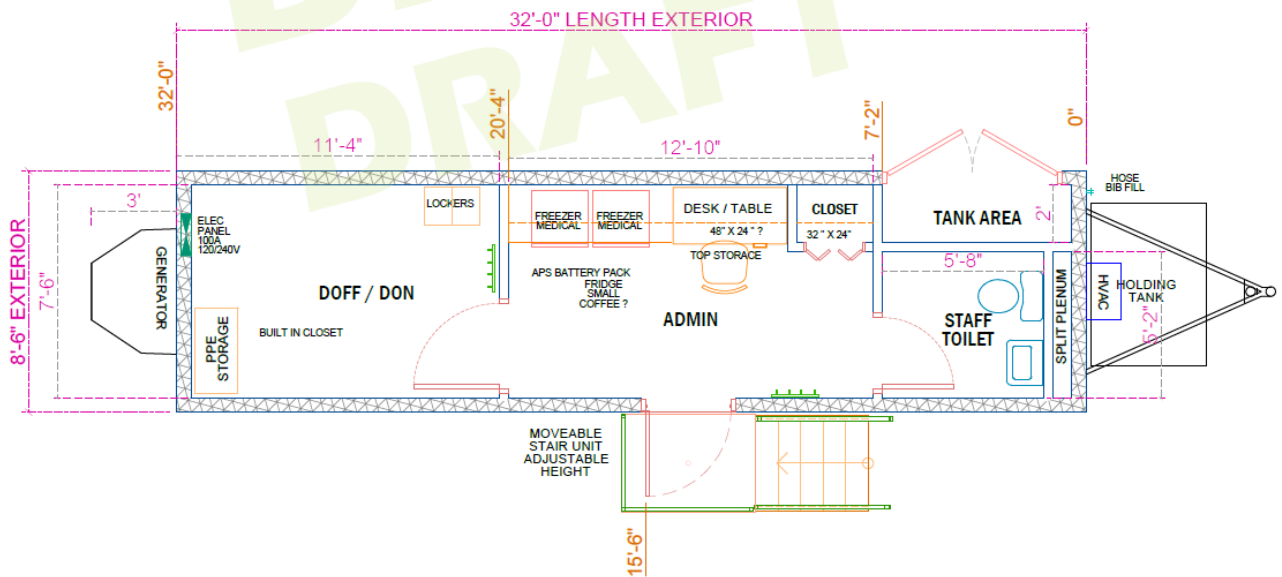 DRAFT
32'-0" LENGTH EXTERIOR
32'-0"
20'-4"
7'-2"
0"
11'-4"
12'-10"
3'
8'-6" EXTERIOR
7'-6"
GENERATOR
ELEC
PANEL
100A
120/240V
LOCKERS
DOFF / DON
BUILT IN CLOSET
PPE
STORAGE
FREEZER
MEDICAL
FREEZER
MEDICAL
DESK / TABLE
48" X 24" ?
TOP STORACE
CLOSET
32 " X 24"
APS BATTERY PACK
FRIDGE
SMALL
COFFEE ?
ADMIN
TANK AREA
2'
5'-8"
STAFF
TOILET
SPLIT PLENUM
HVAC
HOSE
BIB FILL
HOLDING
TANK
5'-2"
MOVEABLE
STAIR UNIT
ADJUSTABLE
HEIGHT
15'-6"